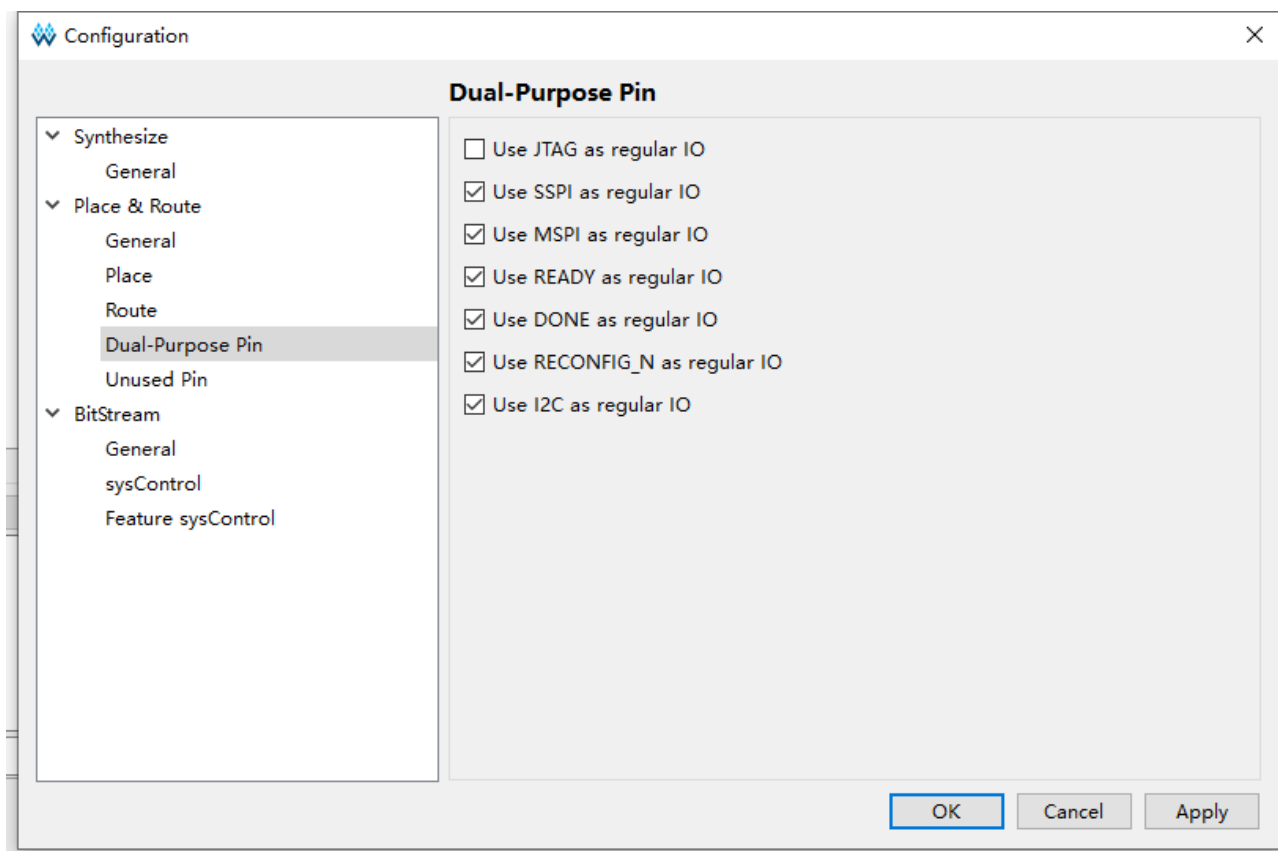 Configuration
Dual-Purpose Pin
Synthesize
General
Place & Route
General
Place
Route
Dual-Purpose Pin
Unused Pin
BitStream
General
sysControl
Feature sysControl
Use JTAG as regular IO
Use SSPI as regular IO
Use MSPI as regular IO
Use READY as regular IO
Use DONE as regular IO
Use RECONFIG_N as regular IO
Use I2C as regular IO
OK
Cancel
Apply